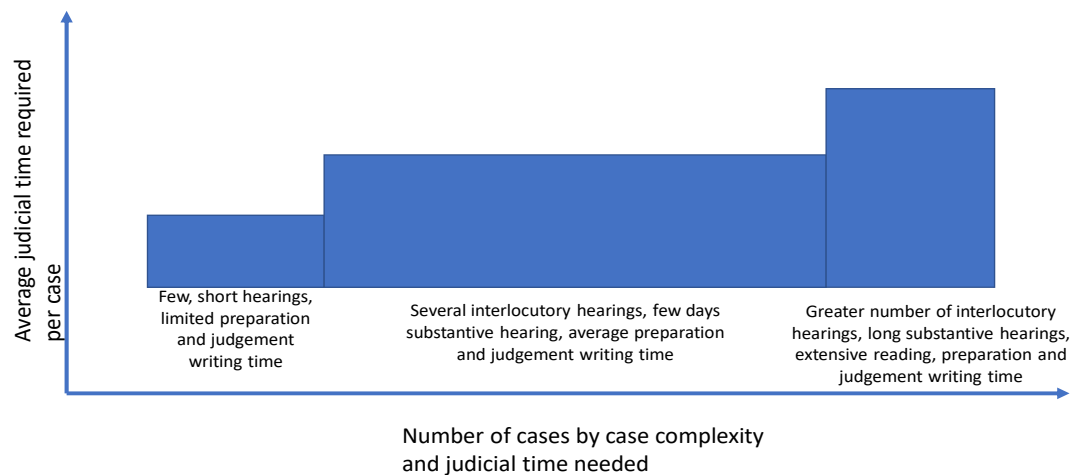 Average judicial time required
per case
Few, short hearings,
limited preparation
and judgement
writing time
Several interlocutory hearings, few days
substantive hearing, average preparation
and judgement writing time
Greater number of interlocutory
hearings, long substantive hearings,
extensive reading, preparation and
judgement writing time
Number of cases by case complexity
and judicial time needed